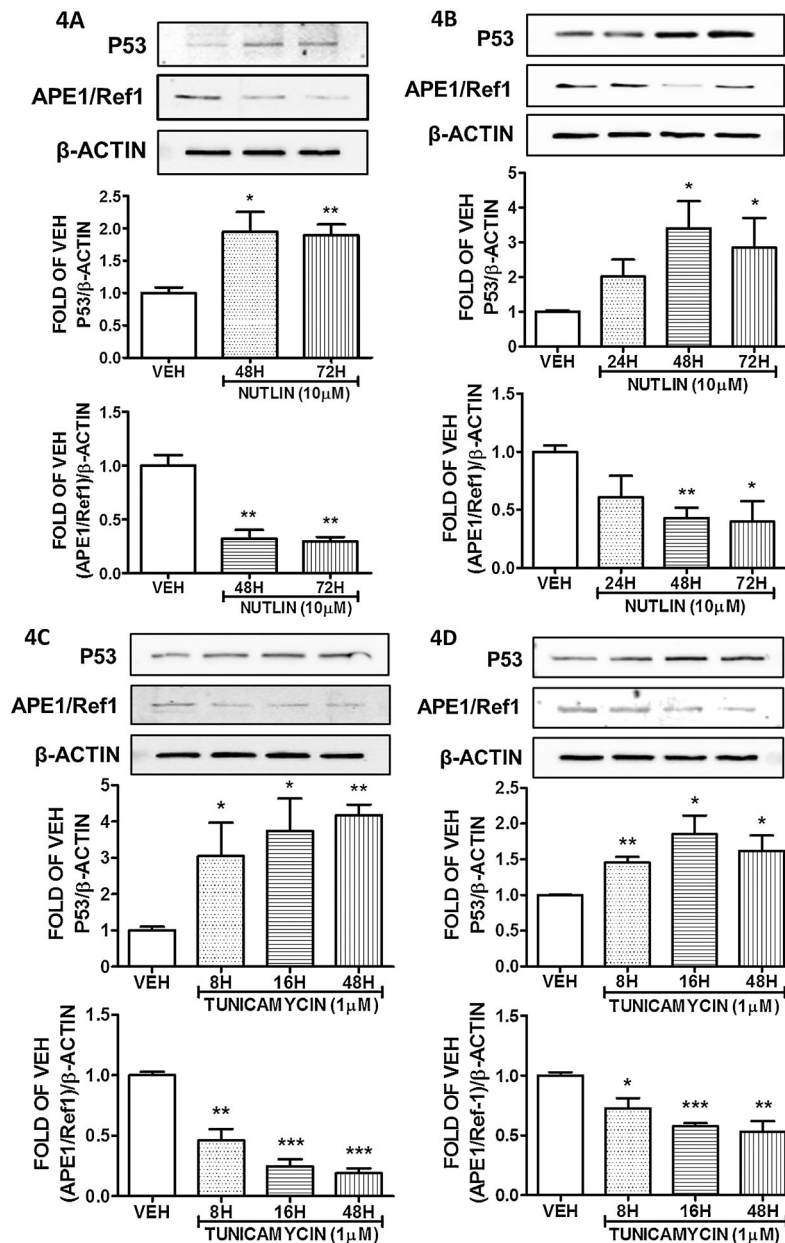 4A
P53
APE1/Ref1
β-ACTIN
FOLD OF VEH
P53/β-ACTIN
2.5
2.0
1.5
1.0
0.5
0.0
*
**
VEH
48H
72H
NUTLIN (10µM)
FOLD OF VEH
(APE1/Ref1)/β-ACTIN
1.5
1.0
0.5
0.0
**
**
VEH
48H
72H
NUTLIN (10µM)
4B
P53
APE1/Ref1
β-ACTIN
FOLD OF VEH
P53/β-ACTIN
5
4
3
2
1
0
*
*
VEH
24H
48H
72H
NUTLIN (10µM)
FOLD OF VEH
(APE1/Ref1)/β-ACTIN
1.5
1.0
0.5
0.0
**
*
VEH
24H
48H
72H
NUTLIN (10µM)
4C
P53
APE1/Ref1
β-ACTIN
FOLD OF VEH
P53/β-ACTIN
5
4
3
2
1
0
*
*
**
VEH
8H
16H
48H
TUNICAMYCIN (1µM)
FOLD OF VEH
(APE1/Ref1)/β-ACTIN
1.5
1.0
0.5
0.0
**
***
***
VEH
8H
16H
48H
TUNICAMYCIN (1µM)
4D
P53
APE1/Ref1
β-ACTIN
FOLD OF VEH
P53/β-ACTIN
2.5
2.0
1.5
1.0
0.5
0.0
**
*
*
VEH
8H
16H
48H
TUNICAMYCIN (1µM)
FOLD OF VEH
(APE1/Ref-1)/β-ACTIN
1.5
1.0
0.5
0.0
*
***
**
VEH
8H
16H
48H
TUNICAMYCIN (1µM)